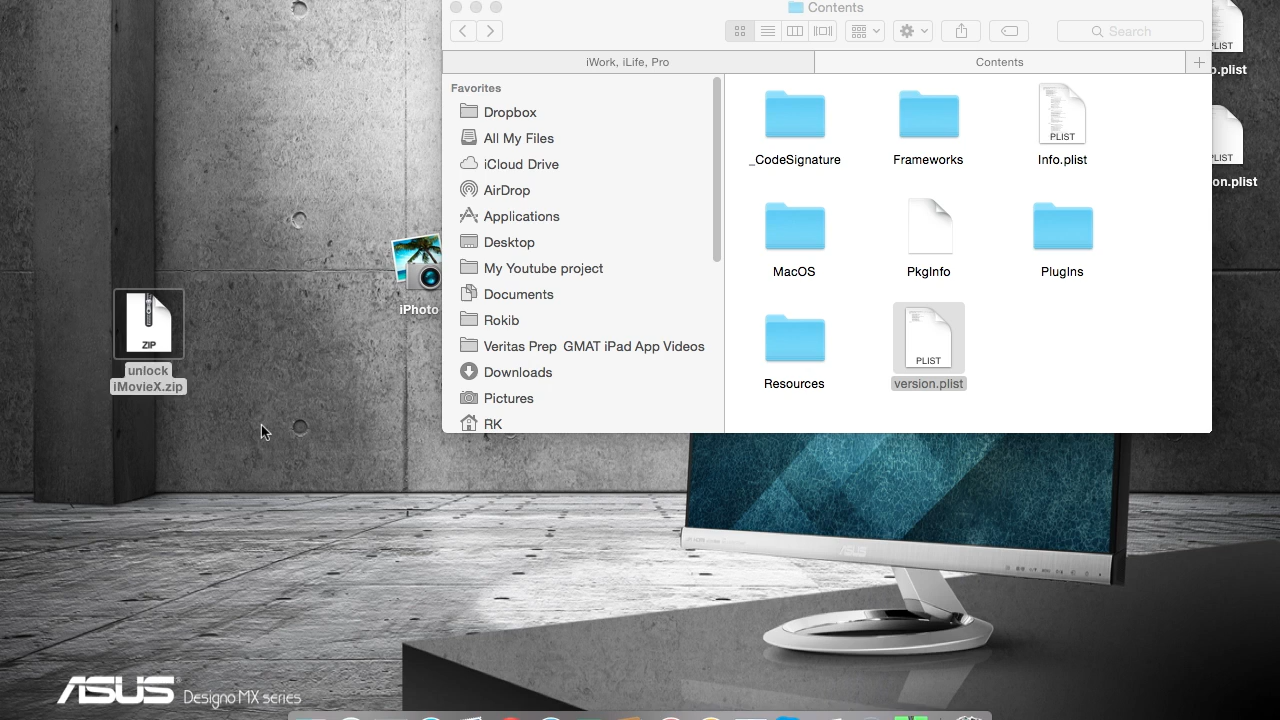 Contents
Search
iWork, iLife, Pro
Contents
Favorites
Dropbox
All My Files
iCloud Drive
AirDrop
Applications
Desktop
My Youtube project
Documents
Rokib
Veritas Prep GMAT iPad App Videos
Downloads
Pictures
RK
_CodeSignature
Frameworks
PLIST
Info.plist
MacOS
PkgInfo
PlugIns
Resources
PLIST
version.plist
PLIST
o.plist
PLIST
on.plist
iPhoto
ZIP
unlock
iMovieX.zip
ASUS
ASUS Designo MX series